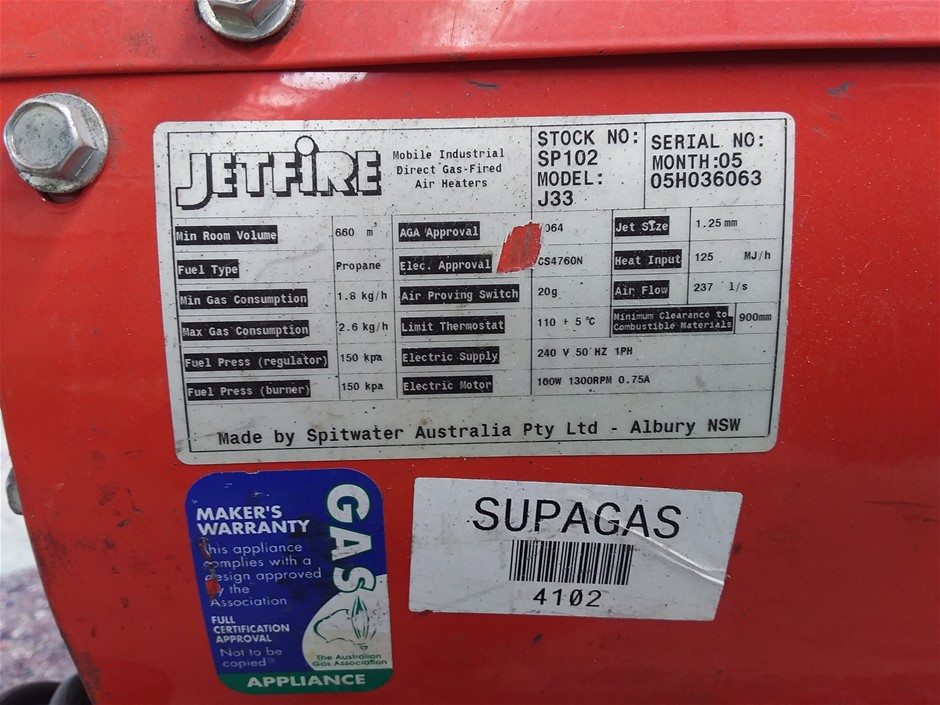 JETFIRE
Mobile Industrial
Direct Gas-Fired
Air Heaters
STOCK NO:
SP102
MODEL:
J33
SERIAL NO:
MONTH:05
05H036063
Min Room Volume 660 m³
Fuel Type Propane
Min Gas Consumption 1.8 kg/h
Max Gas Consumption 2.6 kg/h
Fuel Press (regulator) 150 kpa
Fuel Press (burner) 150 kpa
AGA Approval 064
Elec. Approval CS4760N
Air Proving Switch 20g
Limit Thermostat 110 + 5 °C
Electric Supply 240 V 50 HZ 1PH
Electric Motor 100W 1300RPM 0.75A
Jet Size 1.25 mm
Heat Input 125 MJ/h
Air Flow 237 l/s
Minimum Clearance to
Combustible Materials 900mm
Made by Spitwater Australia Pty Ltd - Albury NSW
MAKER'S
WARRANTY
This appliance
complies with a
design approved
by the
Association
FULL
CERTIFICATION
APPROVAL
Not to be
copied
GAS
The Australian
Gas Association
APPLIANCE
SUPAGAS
4102